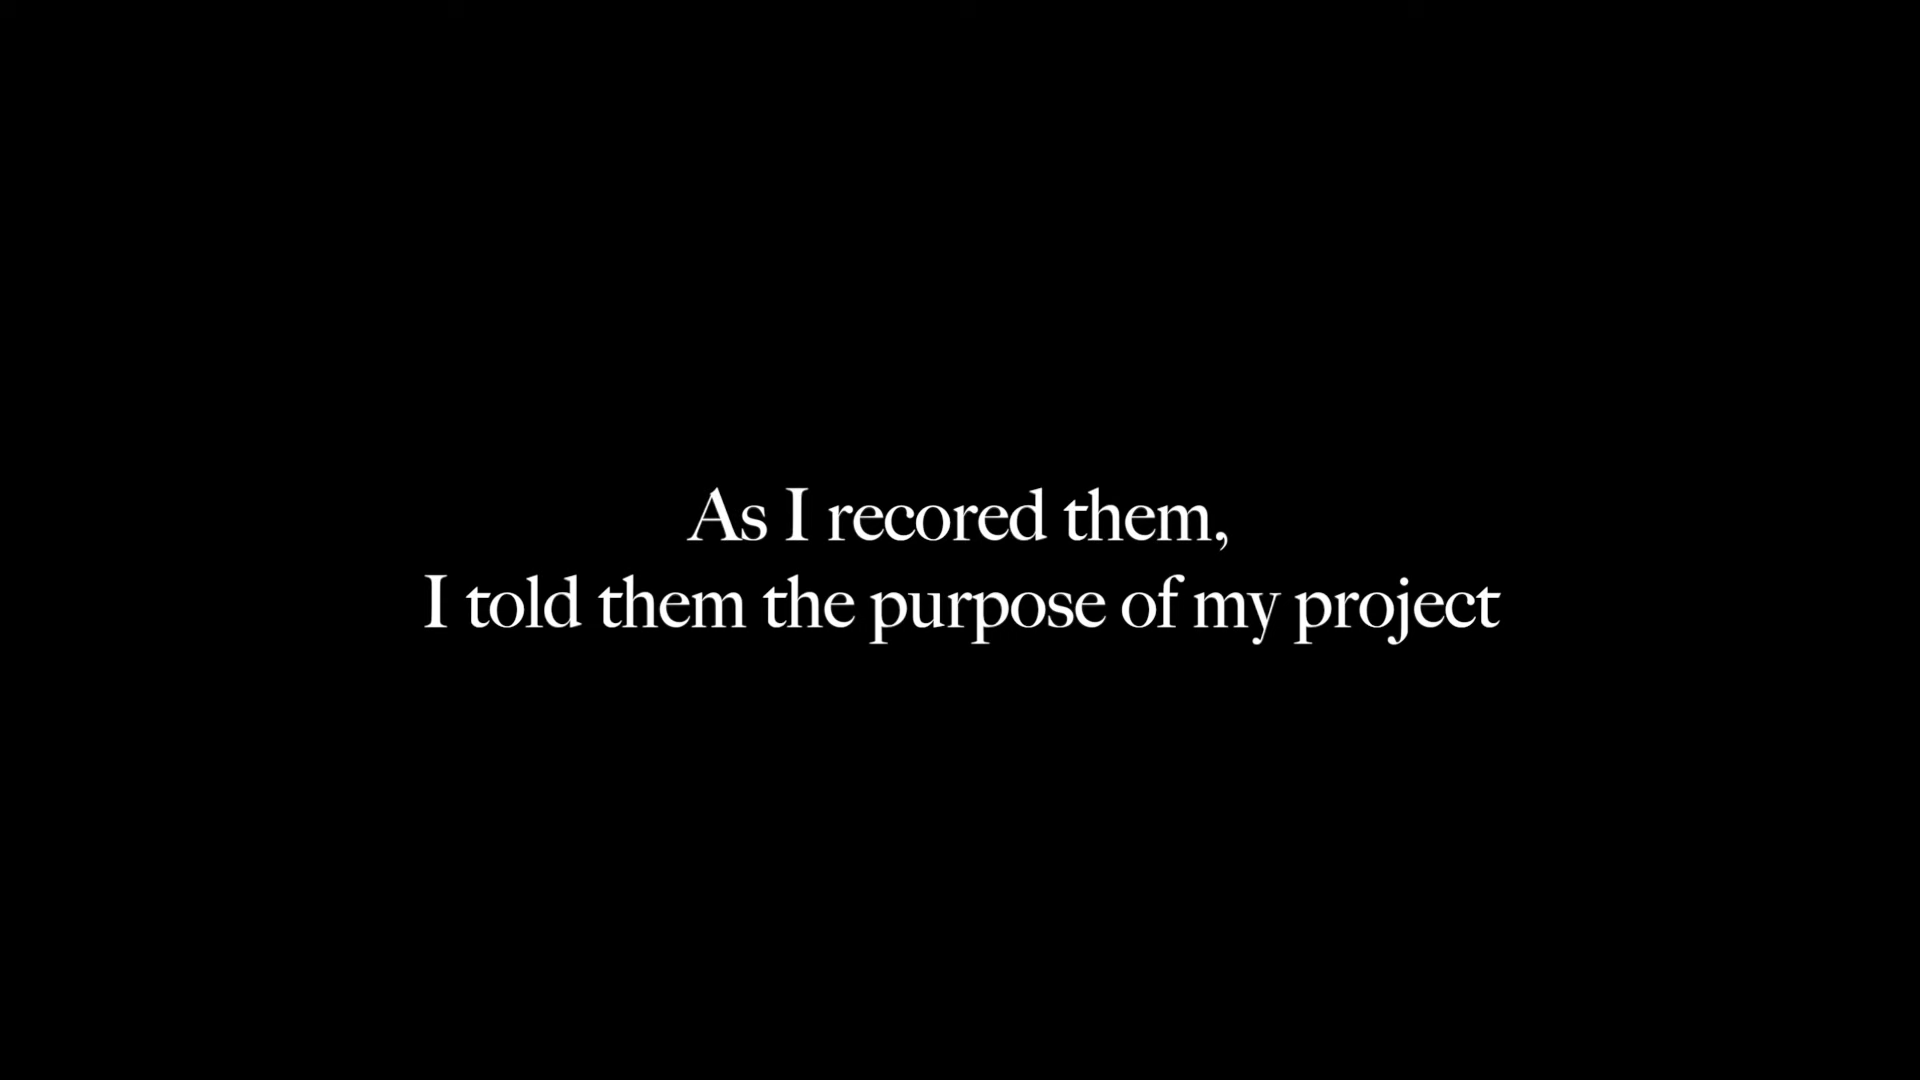 As I recored them,
I told them the purpose of my project